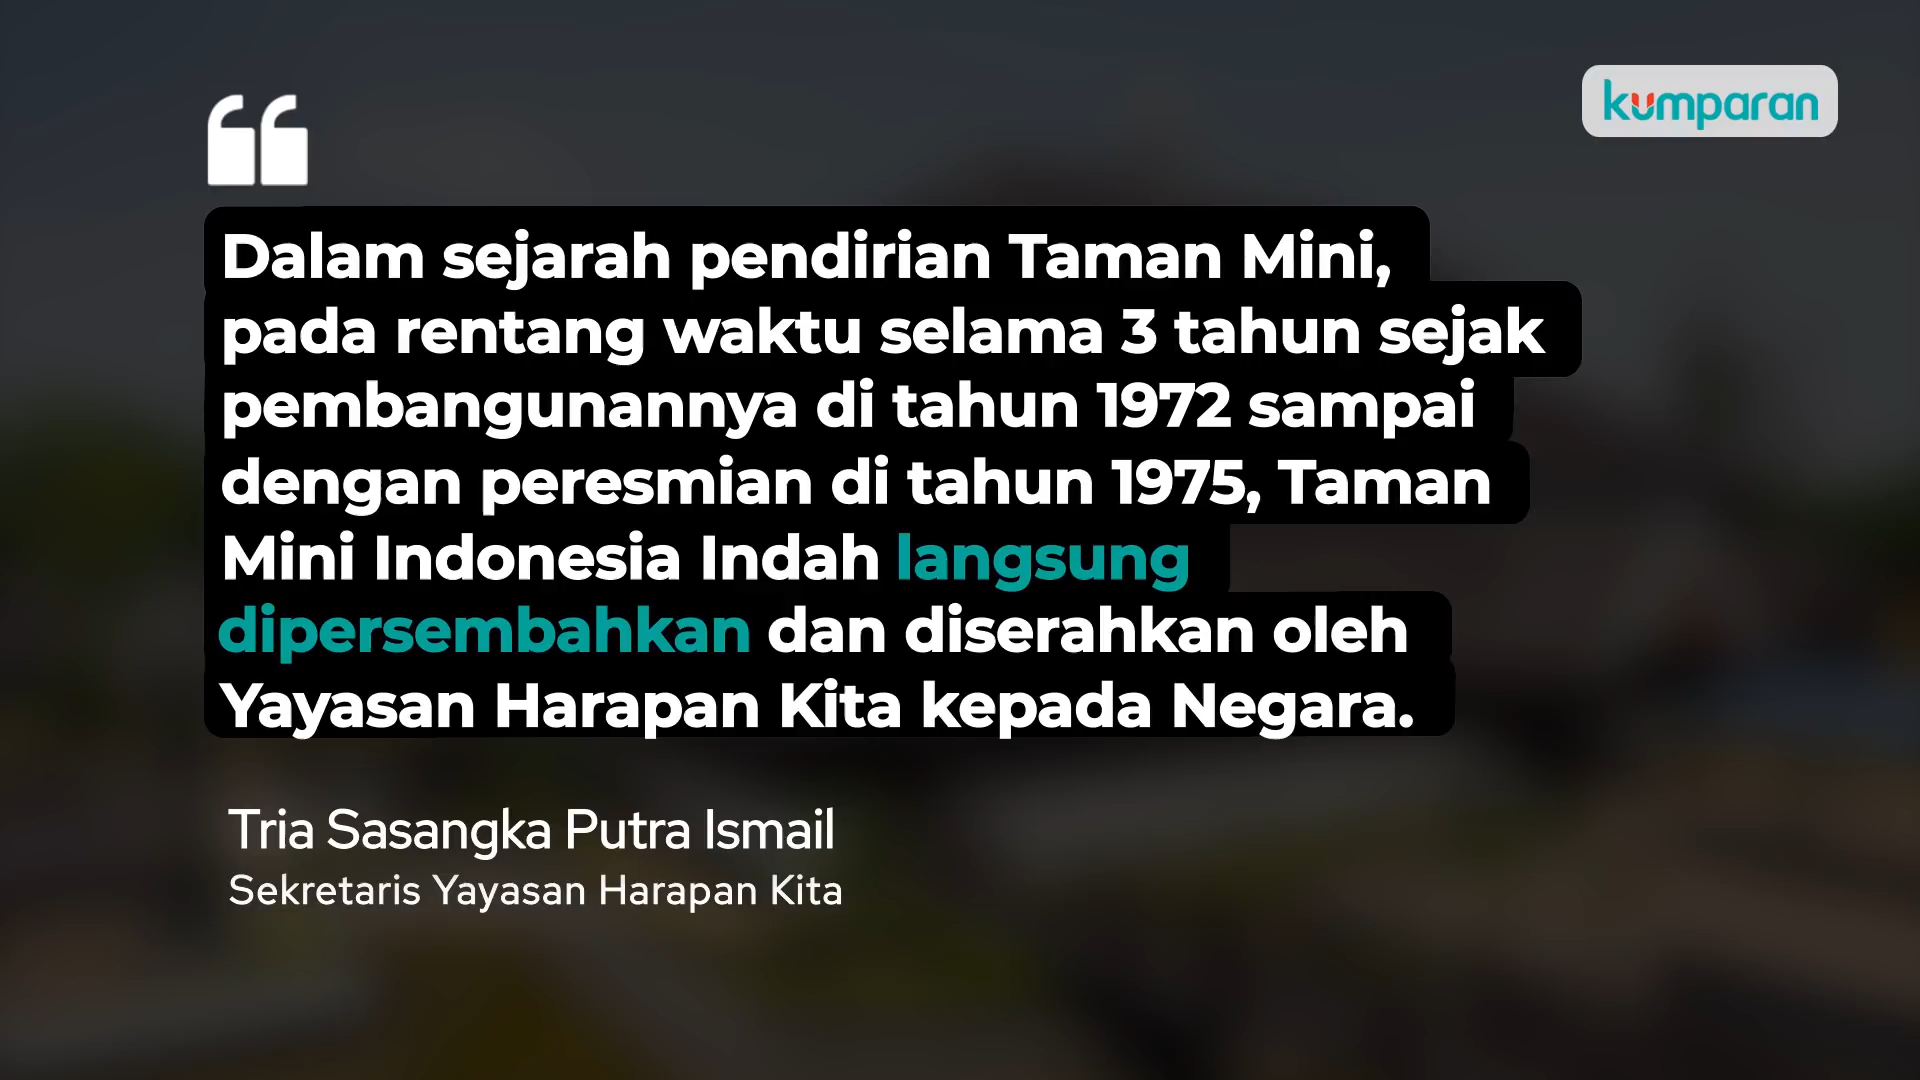 kumparan
Dalam sejarah pendirian Taman Mini,
pada rentang waktu selama 3 tahun sejak
pembangunannya di tahun 1972 sampai
dengan peresmian di tahun 1975, Taman
Mini Indonesia Indah langsung
dipersembahkan dan diserahkan oleh
Yayasan Harapan Kita kepada Negara.
Tria Sasangka Putra Ismail
Sekretaris Yayasan Harapan Kita